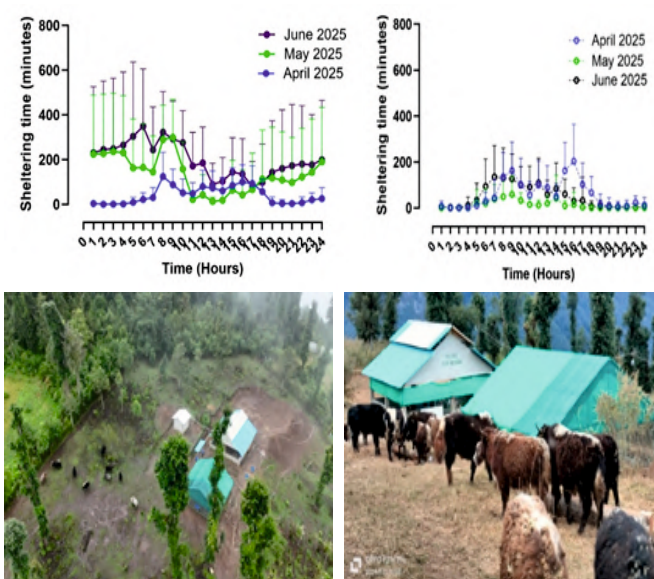 800
600
400
200
0
Sheltering time (minutes)
June 2025
May 2025
April 2025
0 1 2 3 4 5 6 7 8 9 10 11 12 13 14 15 16 17 18 19 20 21 22 23 24
Time (Hours)
800
600
400
200
0
Sheltering time (minutes)
April 2025
May 2025
June 2025
0 1 2 3 4 5 6 7 8 9 10 11 12 13 14 15 16 17 18 19 20 21 22 23 24
Time (Hours)